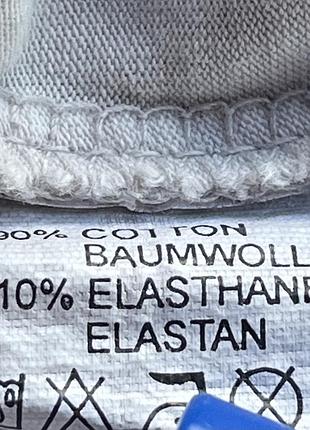 90% COTTON
BAUMWOLL
10% ELASTHANE
ELASTAN